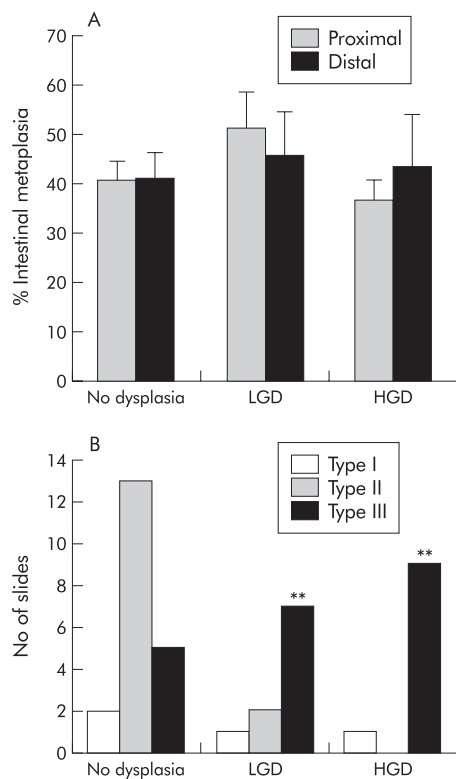 A
Proximal
Distal
% Intestinal metaplasia
70
60
50
40
30
20
10
0
No dysplasia LGD HGD
B
Type I
Type II
Type III
No of slides
14
12
10
8
6
4
2
0
**
**
No dysplasia LGD HGD